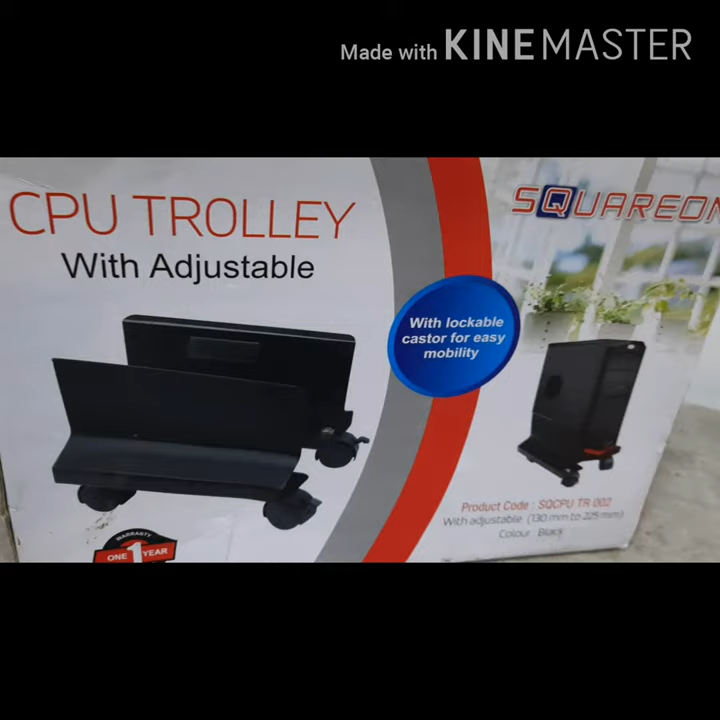 Made with KINEMASTER
CPU TROLLEY
With Adjustable
With lockable
castor for easy
mobility
WARRANTY
ONE 1 YEAR
SQUAREON
Product Code : SQCPU TR-002
With adjustable (130 mm to 225 mm)
Colour : Black